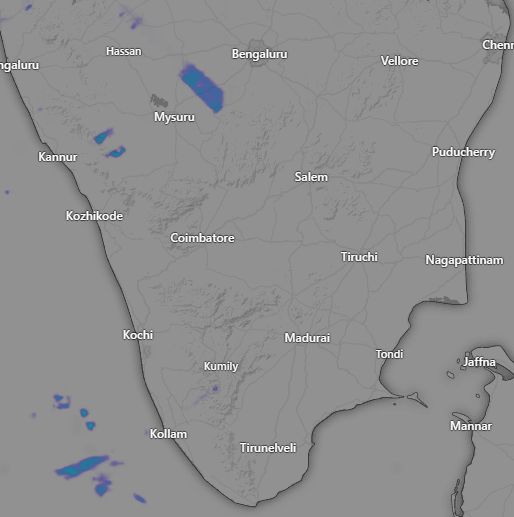 Hassan
Bengaluru
Chenn
ngaluru
Vellore
Mysuru
Kannur
Puducherry
Salem
Kozhikode
Coimbatore
Tiruchi
Nagapattinam
Kochi
Madurai
Kumily
Tondi
Jaffna
Kollam
Mannar
Tirunelveli